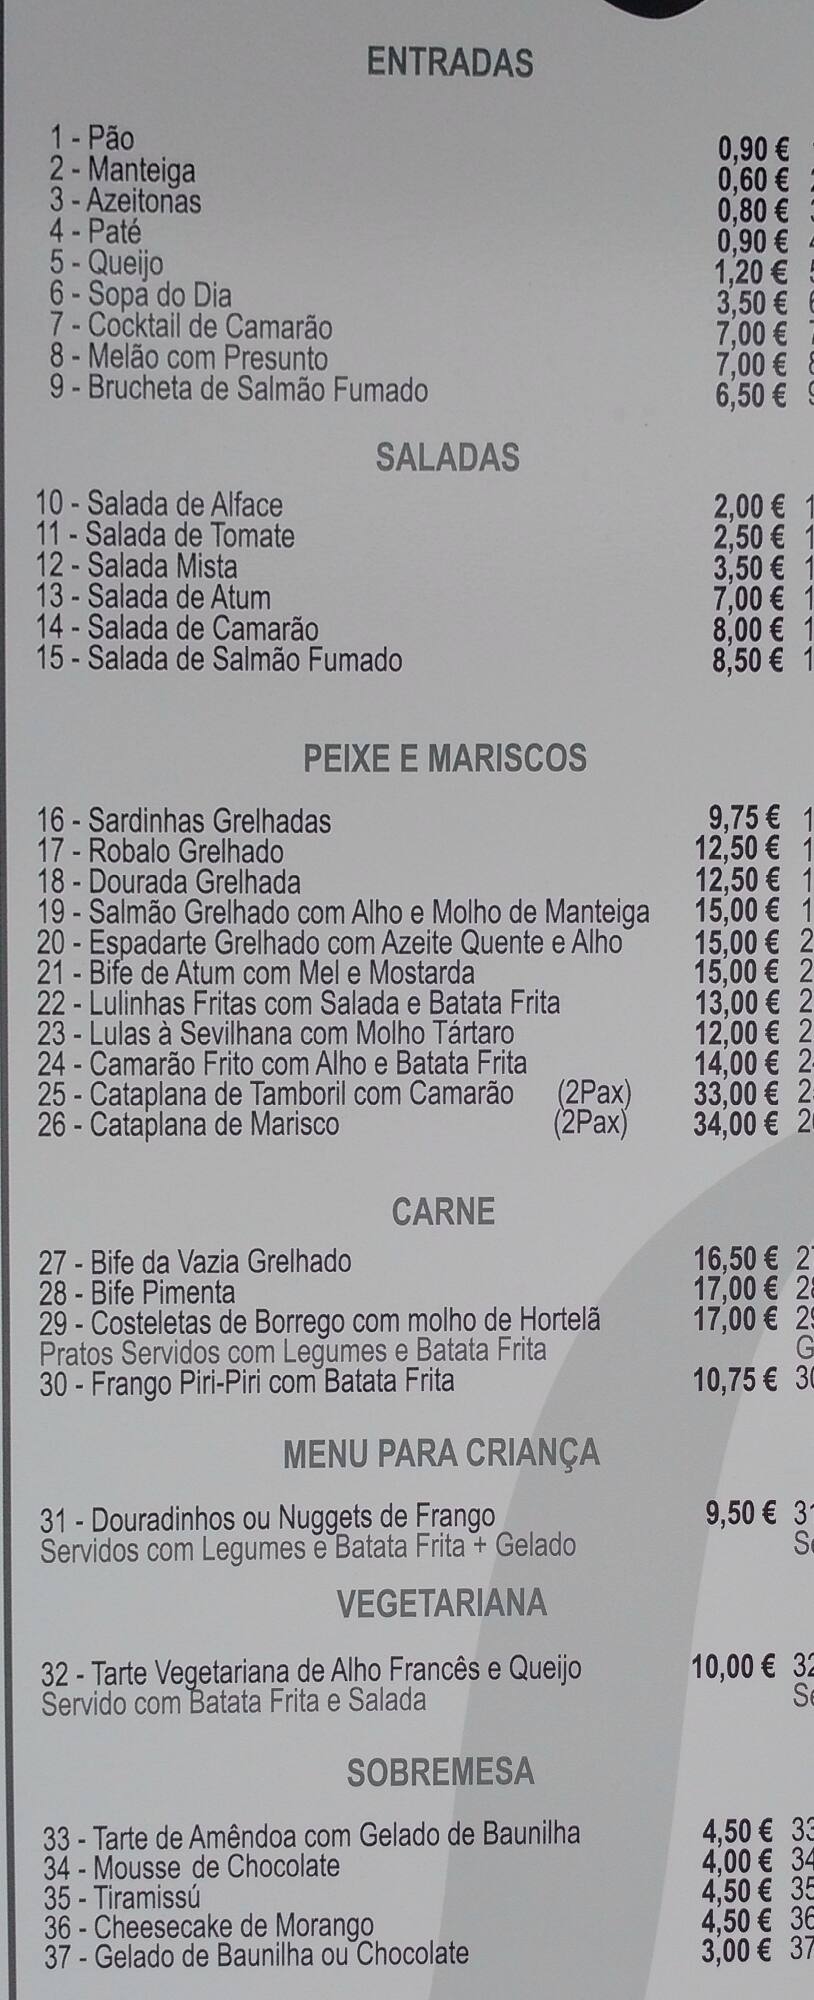 ENTRADAS
1 - Pão 0,90 €
2 - Manteiga 0,60 €
3 - Azeitonas 0,80 €
4 - Paté 0,90 €
5 - Queijo 1,20 €
6 - Sopa do Dia 3,50 €
7 - Cocktail de Camarão 7,00 €
8 - Melão com Presunto 7,00 €
9 - Brucheta de Salmão Fumado 6,50 €
SALADAS
10 - Salada de Alface 2,00 €
11 - Salada de Tomate 2,50 €
12 - Salada Mista 3,50 €
13 - Salada de Atum 7,00 €
14 - Salada de Camarão 8,00 €
15 - Salada de Salmão Fumado 8,50 €
PEIXE E MARISCOS
16 - Sardinhas Grelhadas 9,75 €
17 - Robalo Grelhado 12,50 €
18 - Dourada Grelhada 12,50 €
19 - Salmão Grelhado com Alho e Molho de Manteiga 15,00 €
20 - Espadarte Grelhado com Azeite Quente e Alho 15,00 €
21 - Bife de Atum com Mel e Mostarda 15,00 €
22 - Lulinhas Fritas com Salada e Batata Frita 13,00 €
23 - Lulas à Sevilhana com Molho Tártaro 12,00 €
24 - Camarão Frito com Alho e Batata Frita 14,00 €
25 - Cataplana de Tamboril com Camarão (2Pax) 33,00 €
26 - Cataplana de Marisco (2Pax) 34,00 €
CARNE
27 - Bife da Vazia Grelhado 16,50 €
28 - Bife Pimenta 17,00 €
29 - Costeletas de Borrego com molho de Hortelã 17,00 €
Pratos Servidos com Legumes e Batata Frita
30 - Frango Piri-Piri com Batata Frita 10,75 € 30
MENU PARA CRIANÇA
31 - Douradinhos ou Nuggets de Frango 9,50 €
Servidos com Legumes e Batata Frita + Gelado
VEGETARIANA
32 - Tarte Vegetariana de Alho Francês e Queijo 10,00 € 32
Servido com Batata Frita e Salada
SOBREMESA
33 - Tarte de Amêndoa com Gelado de Baunilha 4,50 € 33
34 - Mousse de Chocolate 4,00 € 34
35 - Tiramissú 4,50 € 35
36 - Cheesecake de Morango 4,50 € 36
37 - Gelado de Baunilha ou Chocolate 3,00 € 37